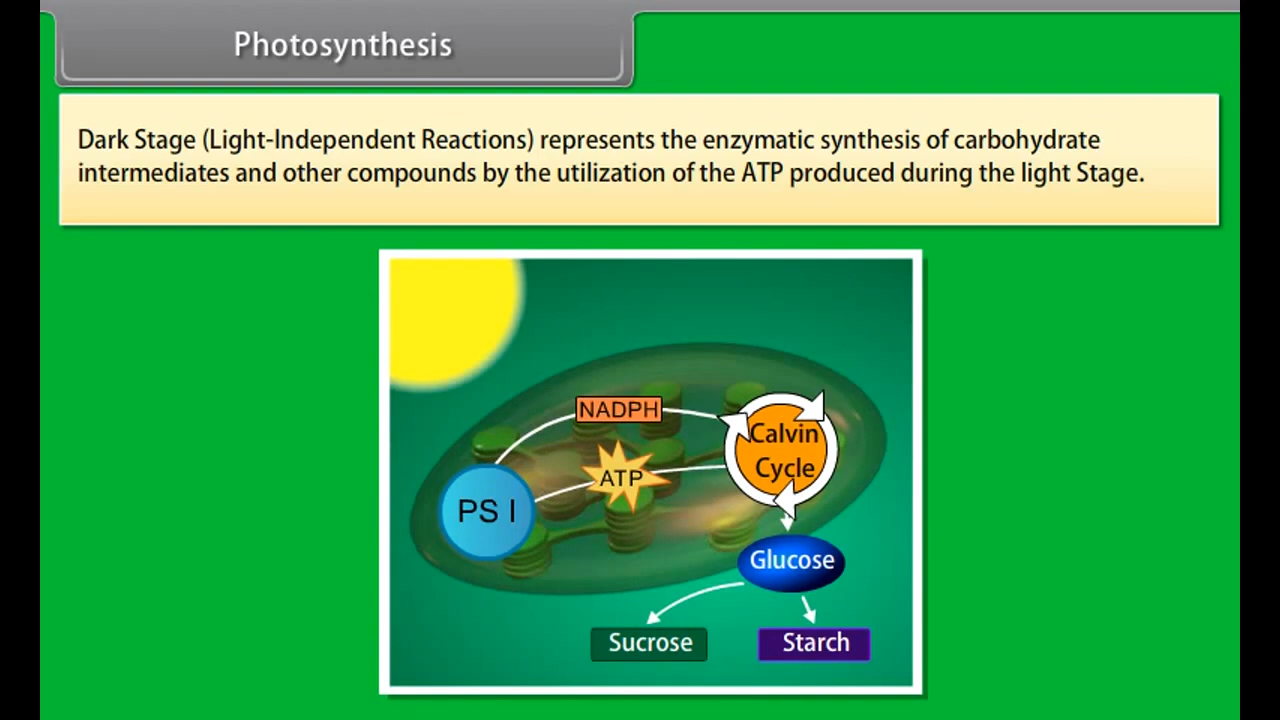 Photosynthesis
Dark Stage (Light-Independent Reactions) represents the enzymatic synthesis of carbohydrate
intermediates and other compounds by the utilization of the ATP produced during the light Stage.
NADPH
Calvin
Cycle
ATP
PS I
Glucose
Sucrose
Starch